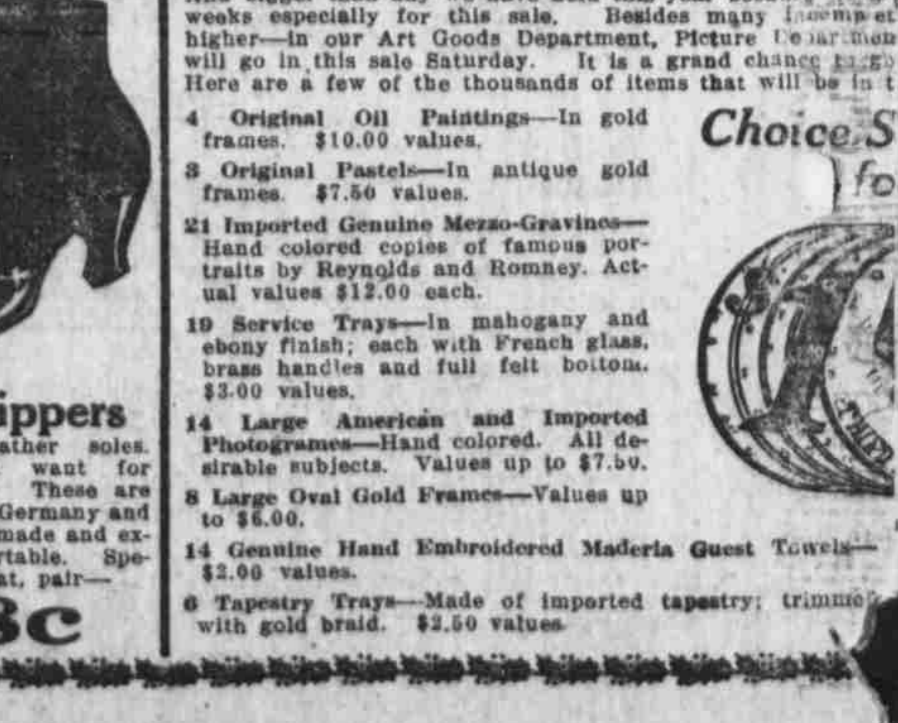 weeks especially for this sale. Besides many
higher—in our Art Goods Department, Picture
will go in this sale Saturday. It is a grand chance
Here are a few of the thousands of items that will be in t
4 Original Oil Paintings—In gold
frames. $10.00 values.
3 Original Pastels—In antique gold
frames. $7.50 values.
21 Imported Genuine Mezzo-Gravines—
Hand colored copies of famous por-
traits by Reynolds and Romney. Act-
ual values $12.00 each.
19 Service Trays—In mahogany and
ebony finish; each with French glass,
brass handles and full felt bottom.
$3.00 values.
14 Large American and Imported
Photogrames—Hand colored. All de-
sirable subjects. Values up to $7.50.
8 Large Oval Gold Frames—Values up
to $6.00.
14 Genuine Hand Embroidered Maderia Guest Towels—
$2.00 values.
6 Tapestry Trays—Made of imported tapestry; trimmed
with gold braid. $2.50 values.
Choice S
fo
THIRD
ippers
ather soles.
want for
These are
Germany and
made and ex-
rtable. Spe-
at, pair—
8c